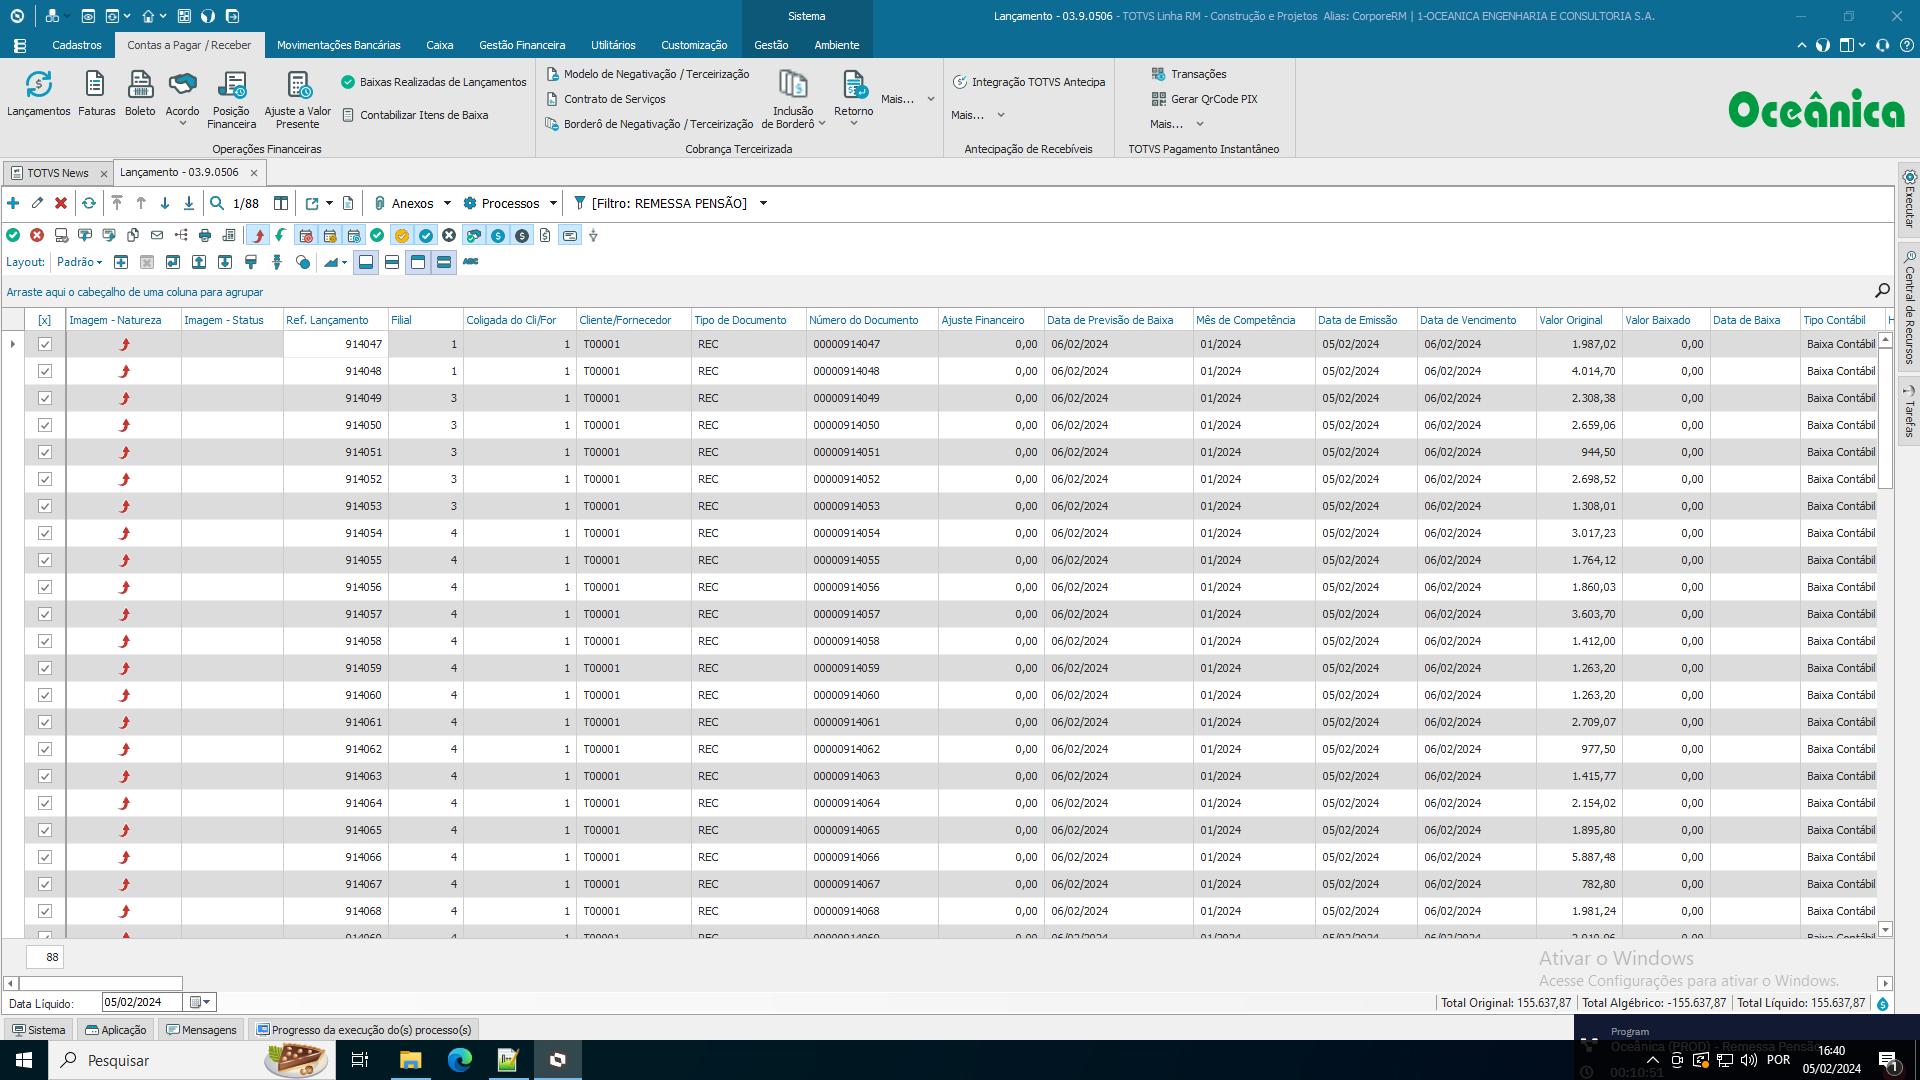 Sistema
Lançamento - 03.9.0506 - TOTVS Linha RM - Construção e Projetos Alias: CorporeRM | 1-OCEANICA ENGENHARIA E CONSULTORIA S.A.
Cadastros Contas a Pagar / Receber Movimentações Bancárias Caixa Gestão Financeira Utilitários Customização Gestão Ambiente
Lançamentos Faturas Boleto Acordo Posição Financeira Ajuste a Valor Presente
Baixas Realizadas de Lançamentos
Contabilizar Itens de Baixa
Operações Financeiras
Modelo de Negativação / Terceirização
Contrato de Serviços
Borderô de Negativação / Terceirização
Inclusão de Borderô Retorno Mais...
Cobrança Terceirizada
Integração TOTVS Antecipa
Mais...
Antecipação de Recebíveis
Transações
Gerar QrCode PIX
Mais...
TOTVS Pagamento Instantâneo
Oceânica
TOTVS News Lançamento - 03.9.0506
1/88 Anexos Processos [Filtro: REMESSA PENSÃO]
Layout: Padrão
Arraste aqui o cabeçalho de uma coluna para agrupar
[x] Imagem - Natureza Imagem - Status Ref. Lançamento Filial Coligada do Cli/For Cliente/Fornecedor Tipo de Documento Número do Documento Ajuste Financeiro Data de Previsão de Baixa Mês de Competência Data de Emissão Data de Vencimento Valor Original Valor Baixado Data de Baixa Tipo Contábil H
914047 1 1 T00001 REC 00000914047 0,00 06/02/2024 01/2024 05/02/2024 06/02/2024 1.987,02 0,00 Baixa Contábil
914048 1 1 T00001 REC 00000914048 0,00 06/02/2024 01/2024 05/02/2024 06/02/2024 4.014,70 0,00 Baixa Contábil
914049 3 1 T00001 REC 00000914049 0,00 06/02/2024 01/2024 05/02/2024 06/02/2024 2.308,38 0,00 Baixa Contábil
914050 3 1 T00001 REC 00000914050 0,00 06/02/2024 01/2024 05/02/2024 06/02/2024 2.659,06 0,00 Baixa Contábil
914051 3 1 T00001 REC 00000914051 0,00 06/02/2024 01/2024 05/02/2024 06/02/2024 944,50 0,00 Baixa Contábil
914052 3 1 T00001 REC 00000914052 0,00 06/02/2024 01/2024 05/02/2024 06/02/2024 2.698,52 0,00 Baixa Contábil
914053 3 1 T00001 REC 00000914053 0,00 06/02/2024 01/2024 05/02/2024 06/02/2024 1.308,01 0,00 Baixa Contábil
914054 4 1 T00001 REC 00000914054 0,00 06/02/2024 01/2024 05/02/2024 06/02/2024 3.017,23 0,00 Baixa Contábil
914055 4 1 T00001 REC 00000914055 0,00 06/02/2024 01/2024 05/02/2024 06/02/2024 1.764,12 0,00 Baixa Contábil
914056 4 1 T00001 REC 00000914056 0,00 06/02/2024 01/2024 05/02/2024 06/02/2024 1.860,03 0,00 Baixa Contábil
914057 4 1 T00001 REC 00000914057 0,00 06/02/2024 01/2024 05/02/2024 06/02/2024 3.603,70 0,00 Baixa Contábil
914058 4 1 T00001 REC 00000914058 0,00 06/02/2024 01/2024 05/02/2024 06/02/2024 1.412,00 0,00 Baixa Contábil
914059 4 1 T00001 REC 00000914059 0,00 06/02/2024 01/2024 05/02/2024 06/02/2024 1.263,20 0,00 Baixa Contábil
914060 4 1 T00001 REC 00000914060 0,00 06/02/2024 01/2024 05/02/2024 06/02/2024 1.263,20 0,00 Baixa Contábil
914061 4 1 T00001 REC 00000914061 0,00 06/02/2024 01/2024 05/02/2024 06/02/2024 2.709,07 0,00 Baixa Contábil
914062 4 1 T00001 REC 00000914062 0,00 06/02/2024 01/2024 05/02/2024 06/02/2024 977,50 0,00 Baixa Contábil
914063 4 1 T00001 REC 00000914063 0,00 06/02/2024 01/2024 05/02/2024 06/02/2024 1.415,77 0,00 Baixa Contábil
914064 4 1 T00001 REC 00000914064 0,00 06/02/2024 01/2024 05/02/2024 06/02/2024 2.154,02 0,00 Baixa Contábil
914065 4 1 T00001 REC 00000914065 0,00 06/02/2024 01/2024 05/02/2024 06/02/2024 1.895,80 0,00 Baixa Contábil
914066 4 1 T00001 REC 00000914066 0,00 06/02/2024 01/2024 05/02/2024 06/02/2024 5.887,48 0,00 Baixa Contábil
914067 4 1 T00001 REC 00000914067 0,00 06/02/2024 01/2024 05/02/2024 06/02/2024 782,80 0,00 Baixa Contábil
914068 4 1 T00001 REC 00000914068 0,00 06/02/2024 01/2024 05/02/2024 06/02/2024 1.981,24 0,00 Baixa Contábil
88
Ativar o Windows
Acesse Configurações para ativar o Windows.
Data Líquido: 05/02/2024
Total Original: 155.637,87 Total Algébrico: -155.637,87 Total Líquido: 155.637,87
Sistema Aplicação Mensagens Progresso da execução do(s) processo(s)
Executar
Central de Recursos
Tarefas
Program
Oceânica (PROD) - Remessa Pensão
00:10:51
Pesquisar
POR
16:40
05/02/2024
1